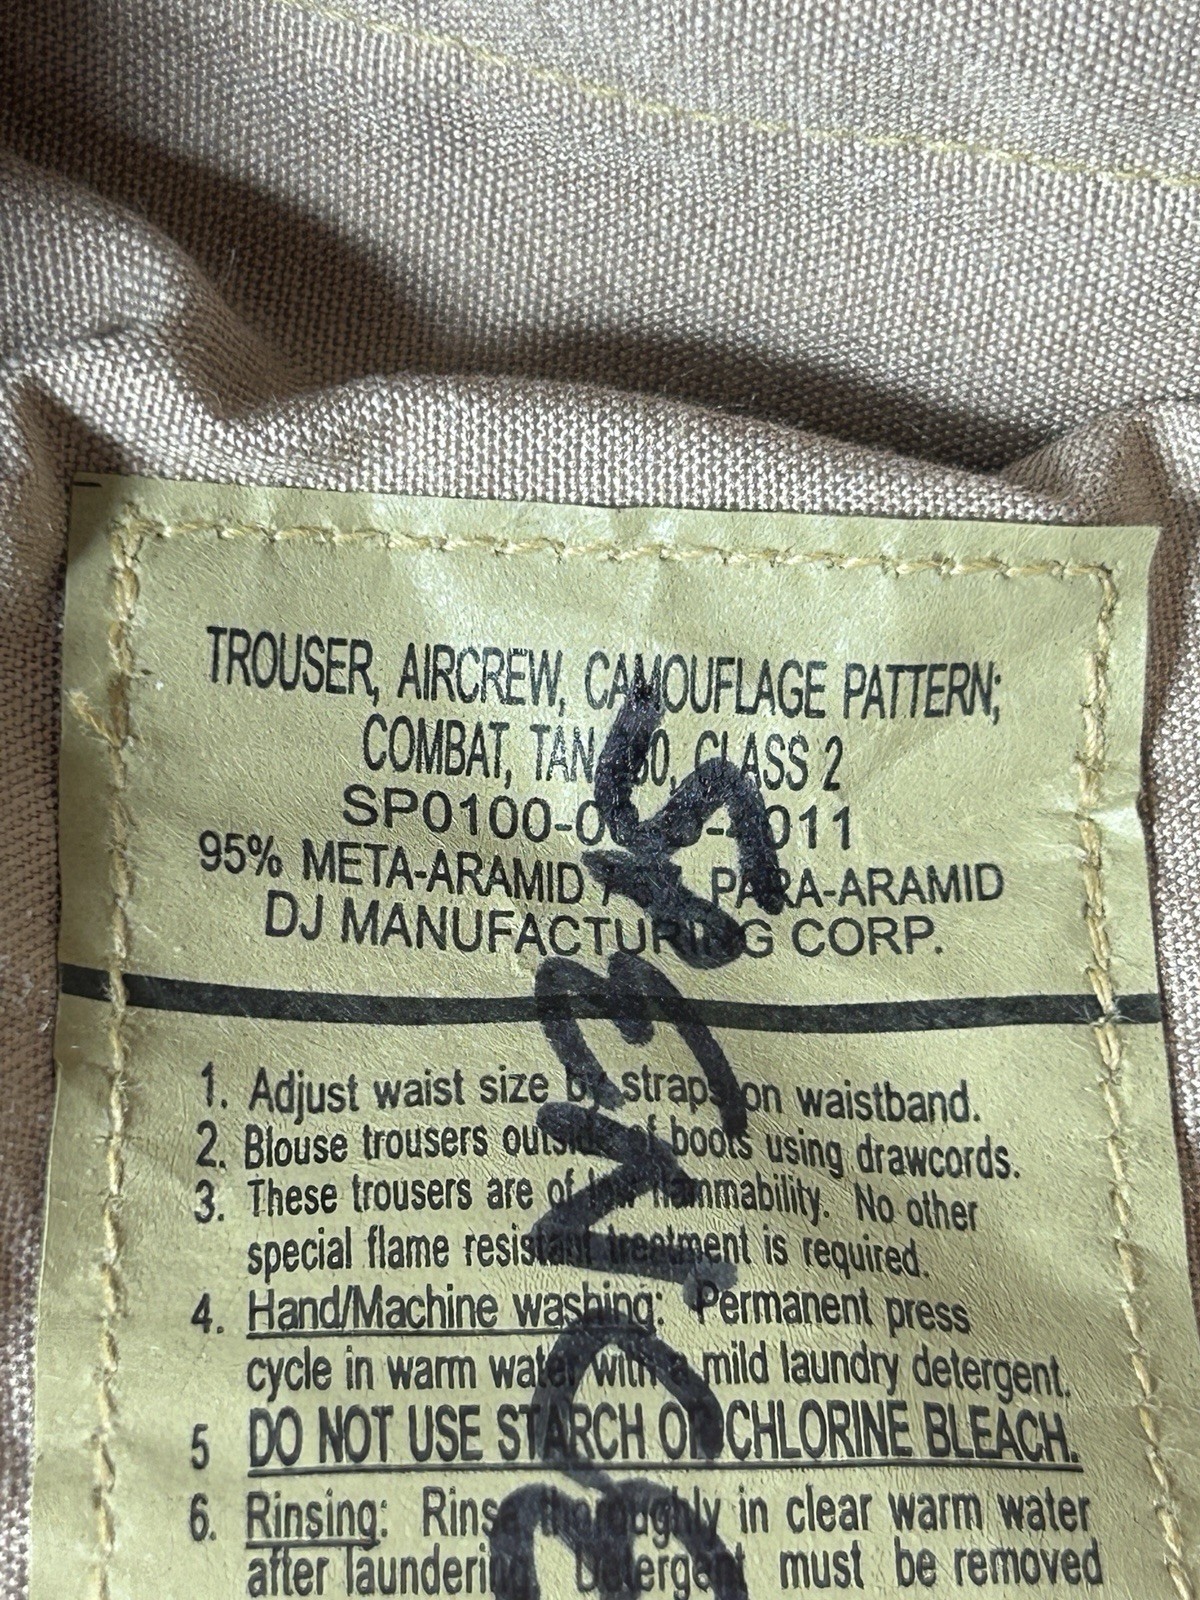 TROUSER, AIRCREW, CAMOUFLAGE PATTERN;
COMBAT, TAN 380, CLASS 2
95% META-ARAMID PARA-ARAMID
DJ MANUFACTURING CORP.
1. Adjust waist size by straps on waistband.
2. Blouse trousers outside of boots using drawcords.
3. These trousers are of low flammability. No other
special flame resistant treatment is required.
4. Hand/Machine washing: Permanent press
cycle in warm water with a mild laundry detergent.
5 DO NOT USE STARCH OR CHLORINE BLEACH.
6. Rinsing: Rinse thoroughly in clear warm water
after laundering. Detergent must be removed